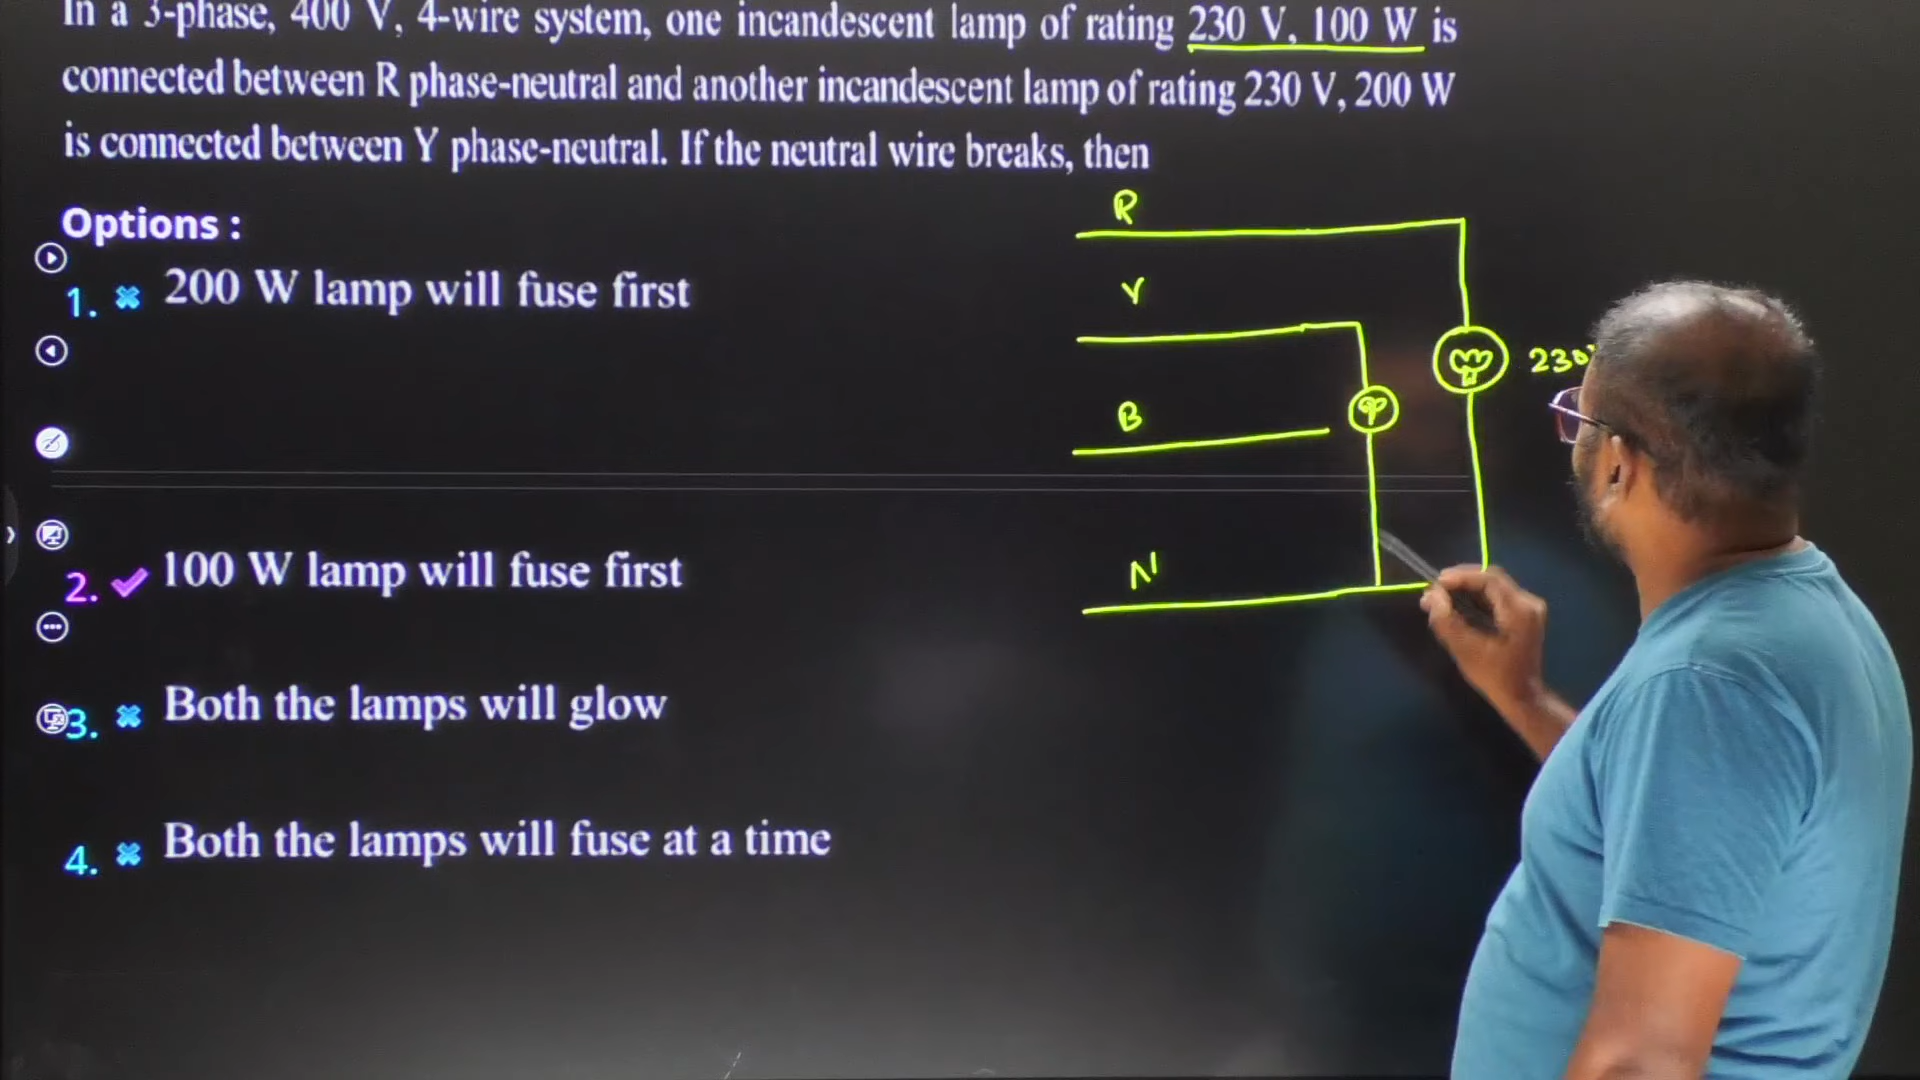 In a 3-phase, 400 V, 4-wire system, one incandescent lamp of rating 230 V, 100 W is
connected between R phase-neutral and another incandescent lamp of rating 230 V, 200 W
is connected between Y phase-neutral. If the neutral wire breaks, then
Options :
1. 200 W lamp will fuse first
2. 100 W lamp will fuse first
3. Both the lamps will glow
4. Both the lamps will fuse at a time
R
Y
B
N
230